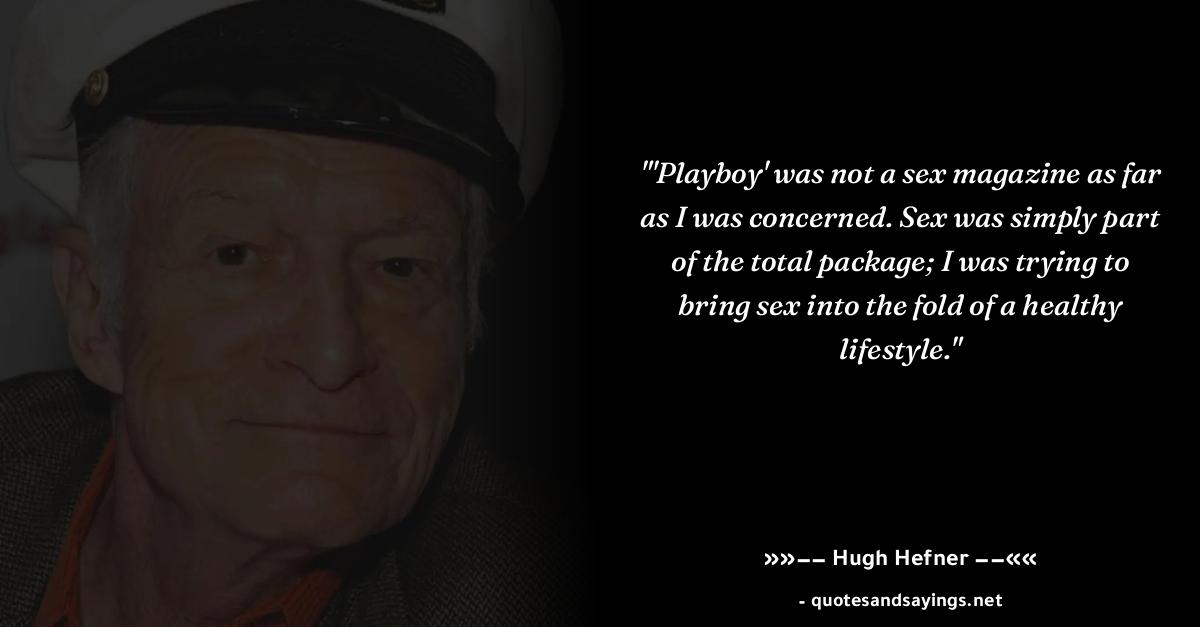 "'Playboy' was not a sex magazine as far
as I was concerned. Sex was simply part
of the total package; I was trying to
bring sex into the fold of a healthy
lifestyle."
»»−− Hugh Hefner −−««
- quotesandsayings.net